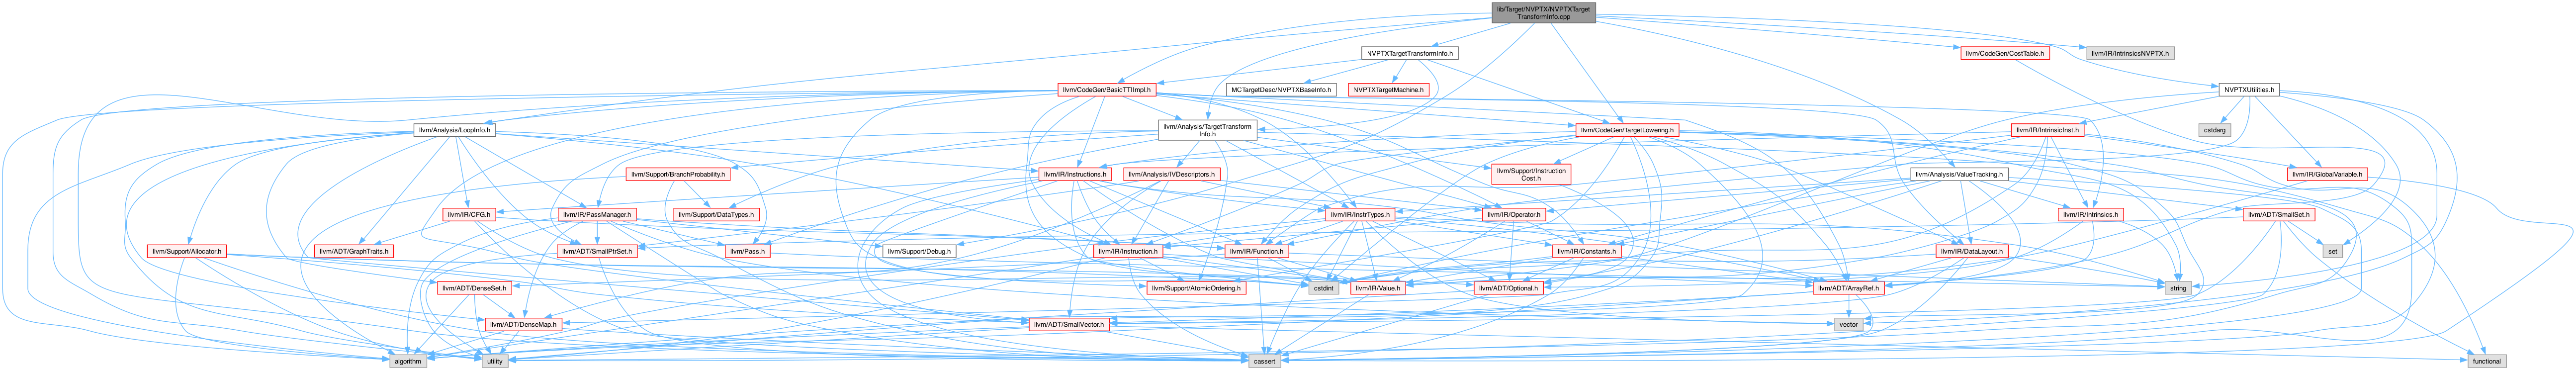 lib/Target/NVPTX/NVPTXTarget
TransformInfo.cpp
NVPTXTargetTransformInfo.h
llvm/CodeGen/CostTable.h
llvm/IR/IntrinsicsNVPTX.h
llvm/CodeGen/BasicTTIImpl.h
MCTargetDesc/NVPTXBaseInfo.h
NVPTXTargetMachine.h
NVPTXUtilities.h
llvm/Analysis/LoopInfo.h
llvm/Analysis/TargetTransform
Info.h
llvm/CodeGen/TargetLowering.h
cstdarg
llvm/IR/IntrinsicInst.h
llvm/Support/BranchProbability.h
llvm/IR/Instructions.h
llvm/Analysis/IVDescriptors.h
llvm/Support/Instruction
Cost.h
llvm/Analysis/ValueTracking.h
llvm/IR/GlobalVariable.h
llvm/IR/CFG.h
llvm/IR/PassManager.h
llvm/Support/DataTypes.h
llvm/IR/InstrTypes.h
llvm/IR/Operator.h
llvm/IR/Intrinsics.h
llvm/ADT/SmallSet.h
llvm/Support/Allocator.h
llvm/ADT/GraphTraits.h
llvm/ADT/SmallPtrSet.h
llvm/Pass.h
llvm/Support/Debug.h
llvm/IR/Instruction.h
llvm/IR/Function.h
llvm/IR/Constants.h
llvm/IR/DataLayout.h
set
llvm/ADT/DenseSet.h
llvm/Support/AtomicOrdering.h
cstdint
llvm/IR/Value.h
llvm/ADT/Optional.h
llvm/ADT/ArrayRef.h
string
llvm/ADT/DenseMap.h
llvm/ADT/SmallVector.h
vector
algorithm
utility
cassert
functional